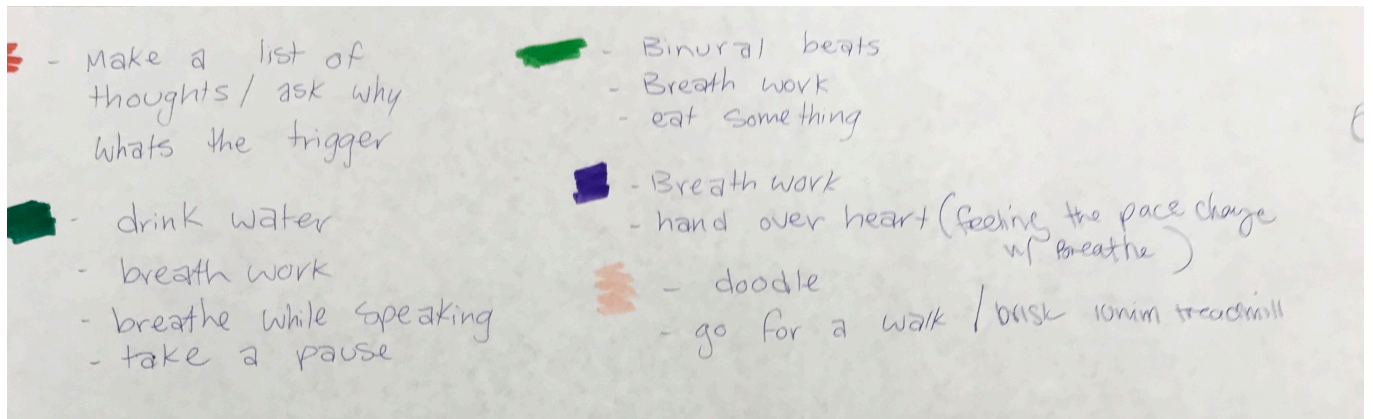 - Make a list of
thoughts/ ask why
whats the trigger
- drink water
- breath work
- breathe while speaking
- take a pause
- Binural beats
- Breath work
- eat something
- Breath work
- hand over heart (feeling the pace change
w/ Breathe)
- doodle
- go for a walk / brisk 10min treadmill